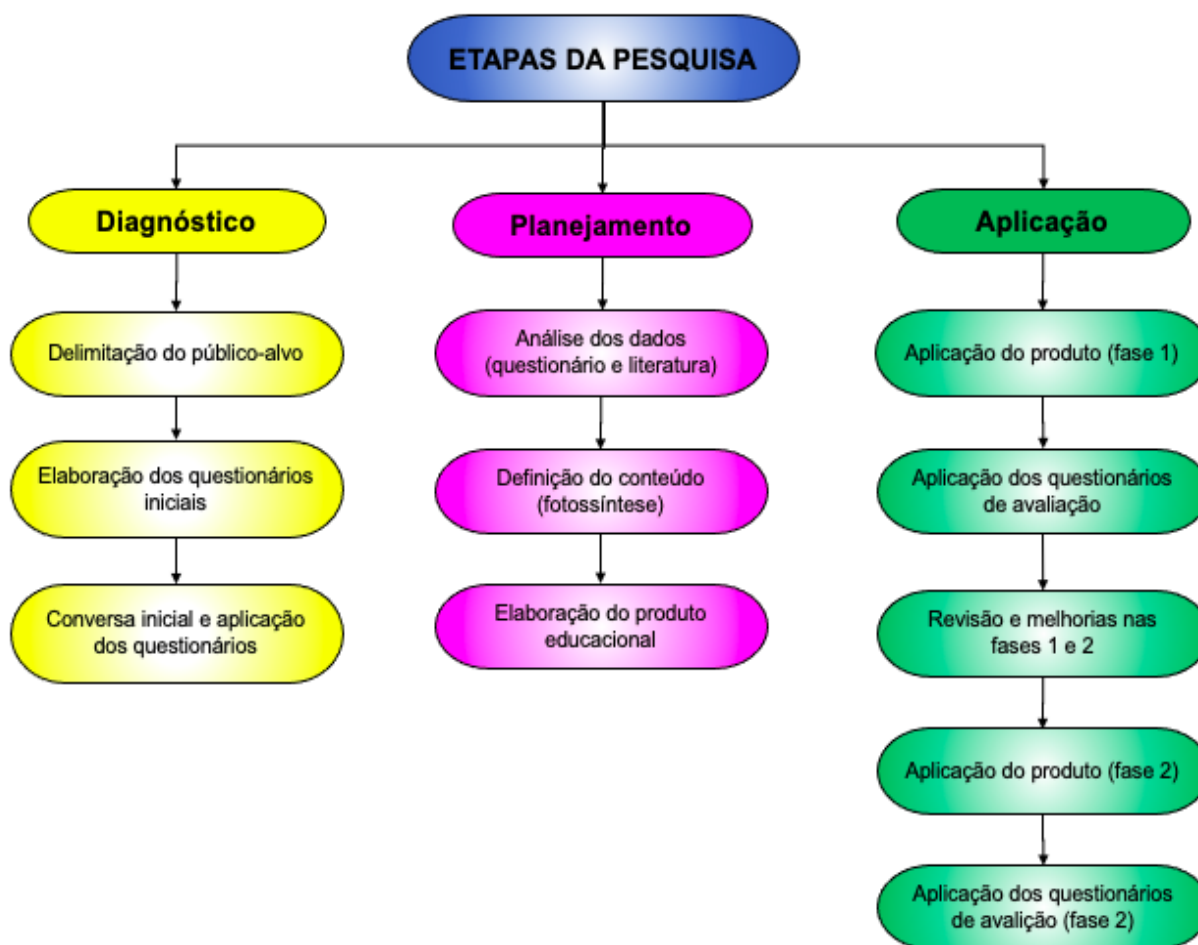 ETAPAS DA PESQUISA
Diagnóstico
Delimitação do público-alvo
Elaboração dos questionários
iniciais
Conversa inicial e aplicação
dos questionários
Planejamento
Análise dos dados
(questionário e literatura)
Definição do conteúdo
(fotossíntese)
Elaboração do produto
educacional
Aplicação
Aplicação do produto (fase 1)
Aplicação dos questionários
de avaliação
Revisão e melhorias nas
fases 1 e 2
Aplicação do produto (fase 2)
Aplicação dos questionários
de avalição (fase 2)